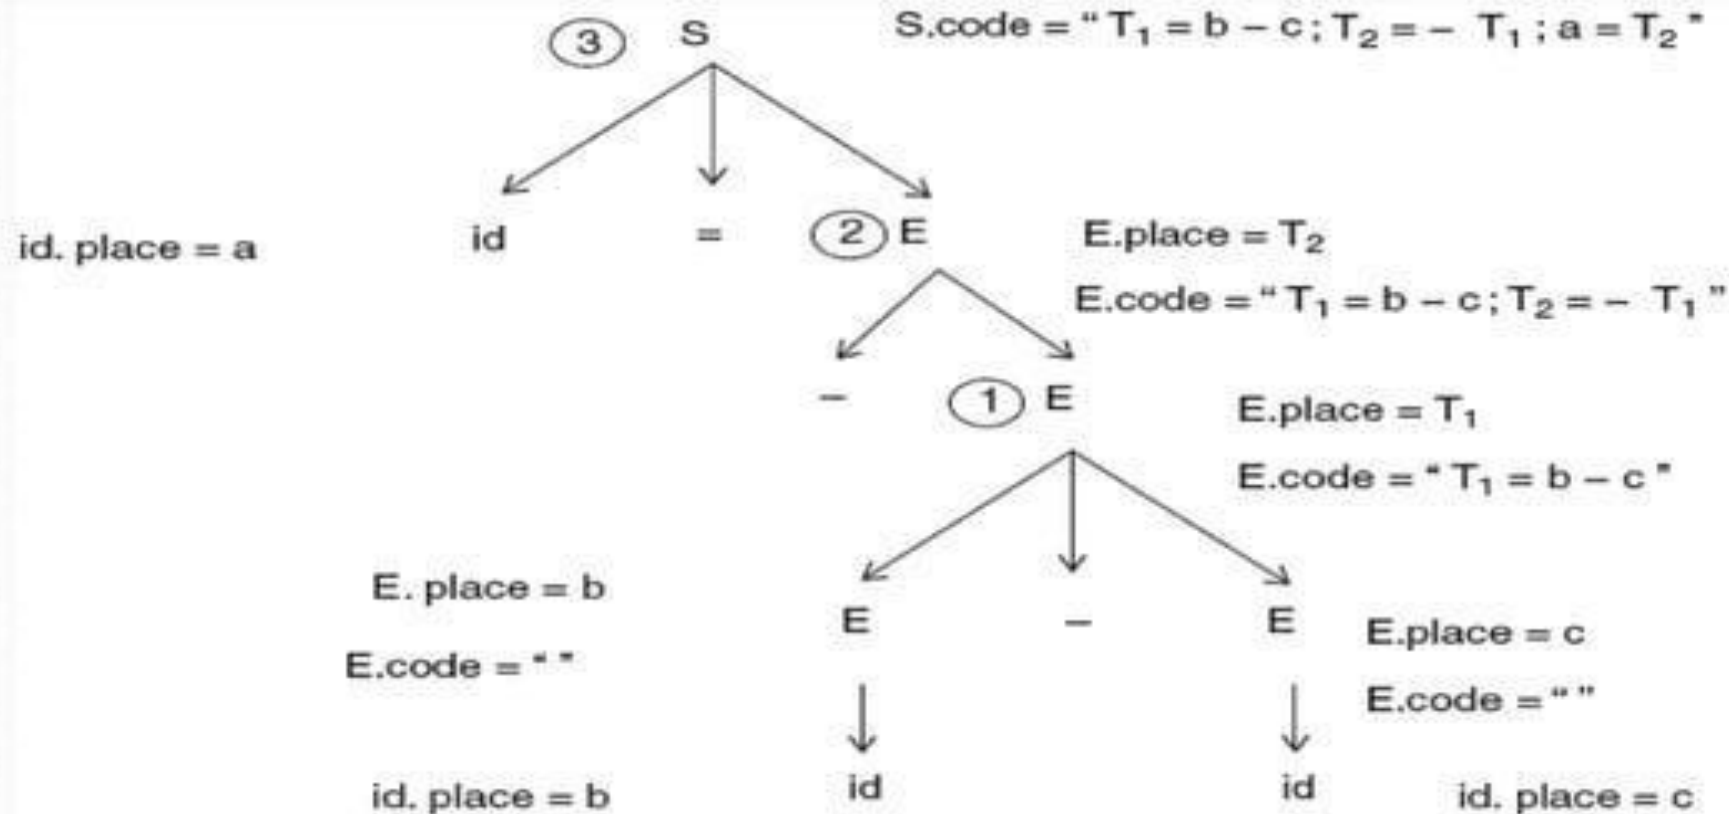 ③ S S.code = “ T₁ = b – c ; T₂ = – T₁ ; a = T₂ ”
id. place = a id = ② E E.place = T₂
E.code = “ T₁ = b – c ; T₂ = – T₁ ”
– ① E E.place = T₁
E.code = “ T₁ = b – c ”
E. place = b E – E E.place = c
E.code = “ ” E.code = “ ”
id. place = b id id id. place = c